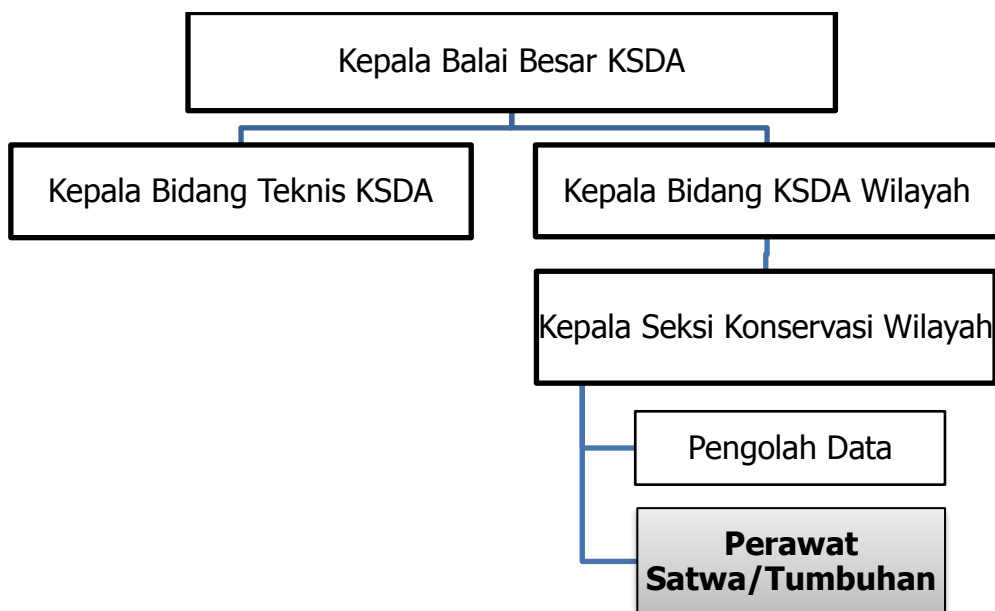 Kepala Balai Besar KSDA
Kepala Bidang Teknis KSDA
Kepala Bidang KSDA Wilayah
Kepala Seksi Konservasi Wilayah
Pengolah Data
Perawat
Satwa/Tumbuhan